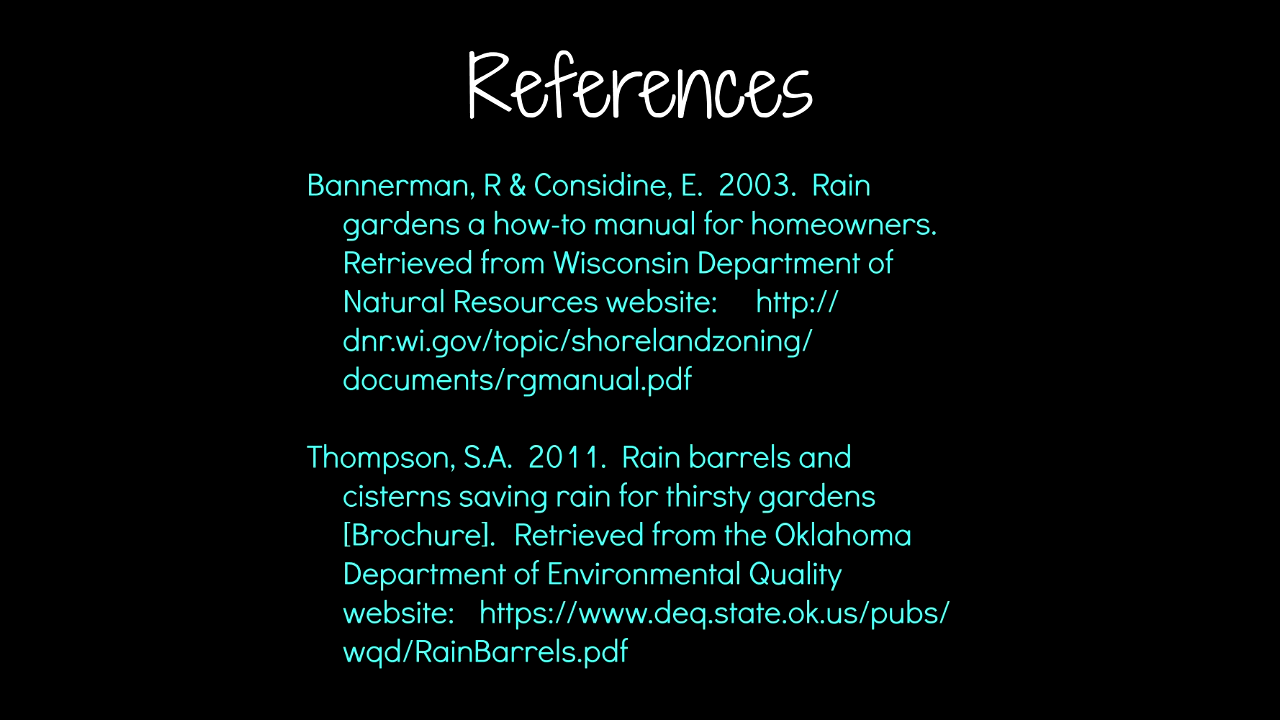 References
Bannerman, R & Considine, E.  2003.  Rain
gardens a how-to manual for homeowners.
Retrieved from Wisconsin Department of
Natural Resources website:    http://
dnr.wi.gov/topic/shorelandzoning/
documents/rgmanual.pdf
Thompson, S.A.  2011.  Rain barrels and
cisterns saving rain for thirsty gardens
[Brochure].  Retrieved from the Oklahoma
Department of Environmental Quality
website:   https://www.deq.state.ok.us/pubs/
wqd/RainBarrels.pdf